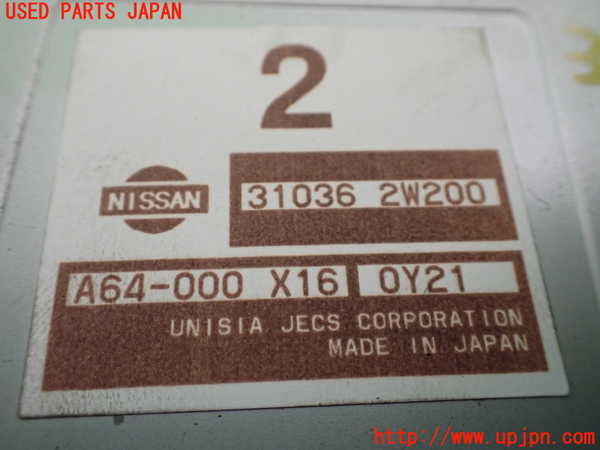 USED PARTS JAPAN
2
NISSAN
31036 2W200
A64-000 X16 0Y21
UNISIA JECS CORPORATION
MADE IN JAPAN
http://www.upjpn.com